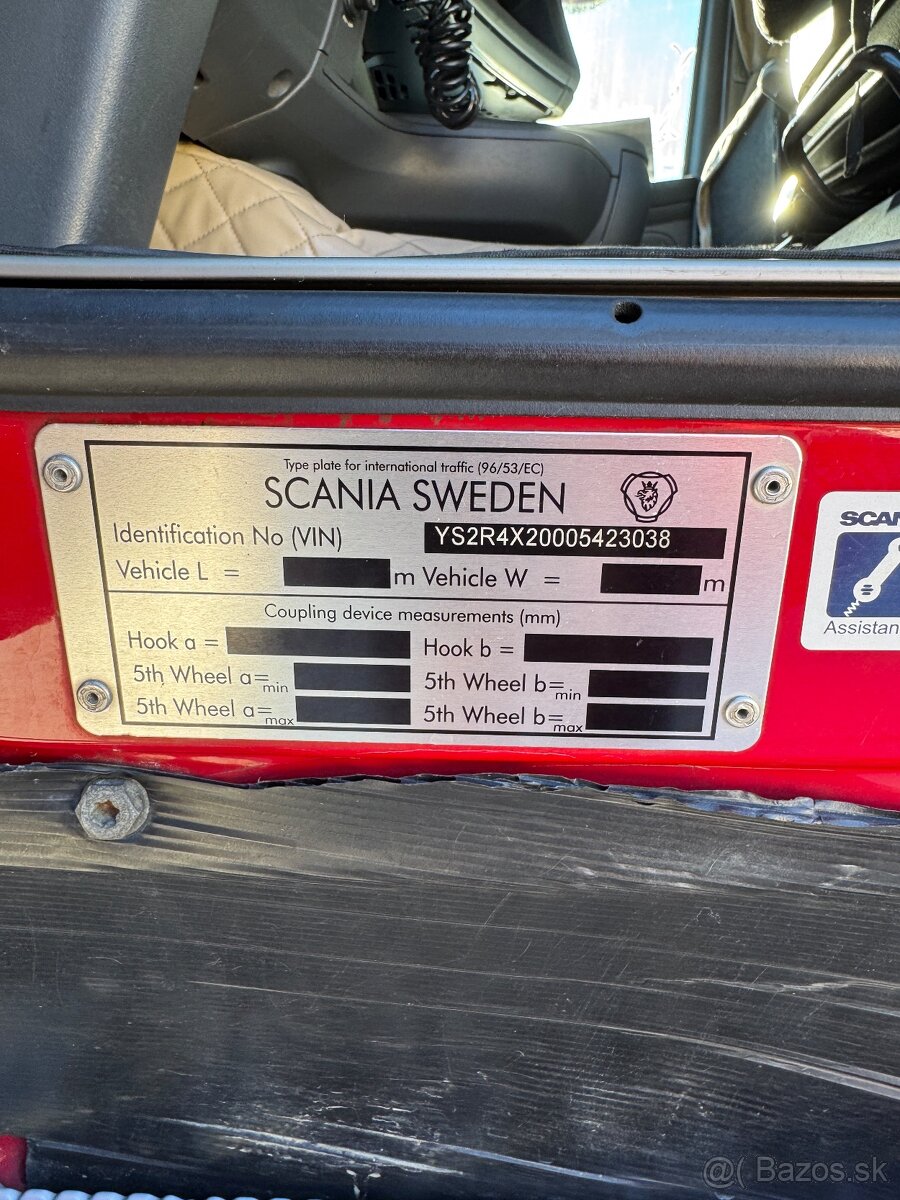 Type plate for international traffic (96/53/EC)
SCANIA SWEDEN
Identification No (VIN) YS2R4X20005423038
Vehicle L = m Vehicle W = m
Coupling device measurements (mm)
Hook a = Hook b =
5th Wheel a=min 5th Wheel b=min
5th Wheel a=max 5th Wheel b=max
SCAN
Assistan
@( Bazos.sk